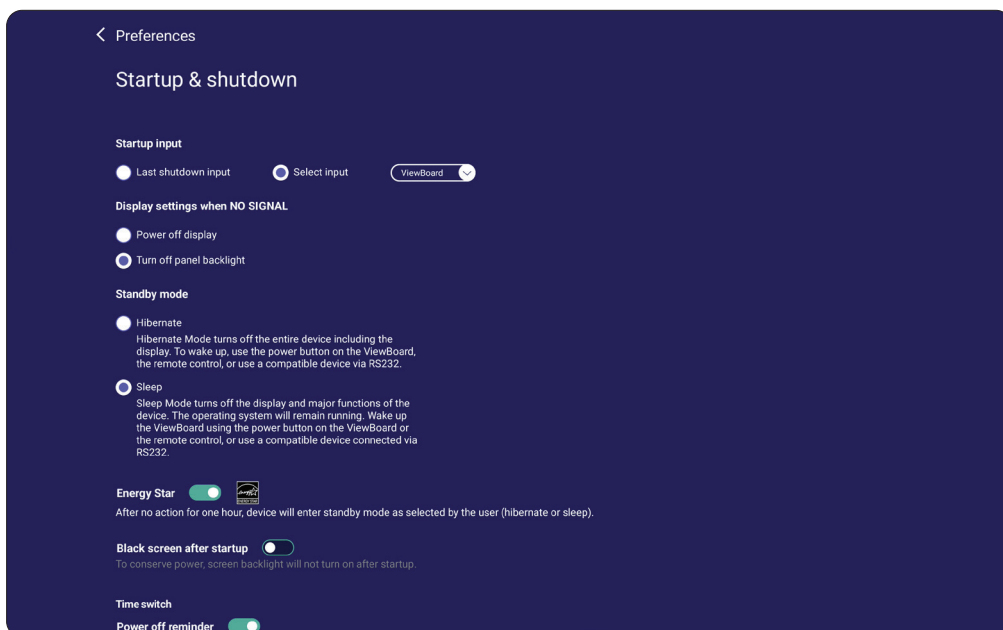 Preferences
Startup & shutdown
Startup input
Last shutdown input
Select input
ViewBoard
Display settings when NO SIGNAL
Power off display
Turn off panel backlight
Standby mode
Hibernate
Hibernate Mode turns off the entire device including the
display. To wake up, use the power button on the ViewBoard,
the remote control, or use a compatible device via RS232.
Sleep
Sleep Mode turns off the display and major functions of the
device. The operating system will remain running. Wake up
the ViewBoard using the power button on the ViewBoard or
the remote control, or use a compatible device connected via
RS232.
Energy Star
ENERGY STAR
After no action for one hour, device will enter standby mode as selected by the user (hibernate or sleep).
Black screen after startup
To conserve power, screen backlight will not turn on after startup.
Time switch
Power off reminder